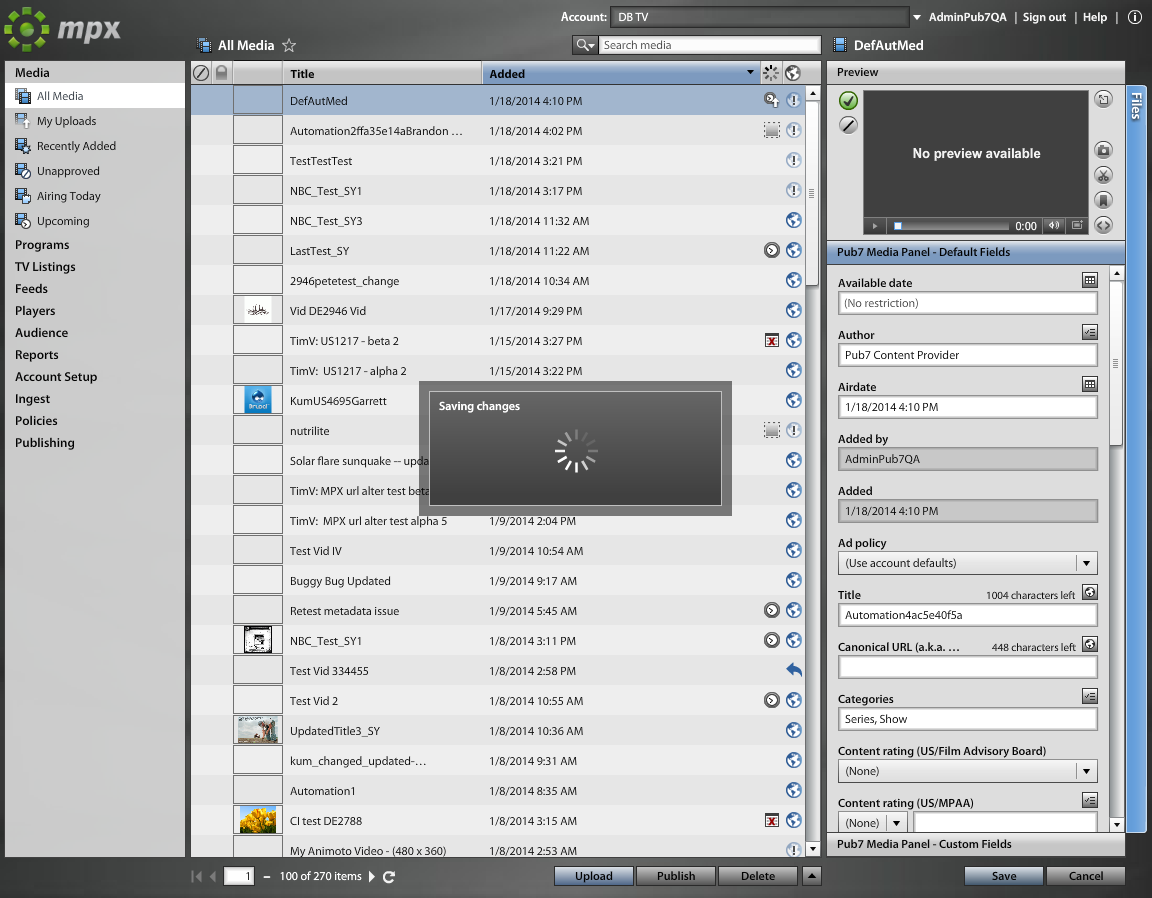 mpx
Account:
DB TV
AdminPub7QA | Sign out | Help |
All Media
Search media
DefAutMed
Media
All Media
My Uploads
Recently Added
Unapproved
Airing Today
Upcoming
Programs
TV Listings
Feeds
Players
Audience
Reports
Account Setup
Ingest
Policies
Publishing
Title Added
DefAutMed 1/18/2014 4:10 PM
Automation2ffa35e14aBrandon ... 1/18/2014 4:02 PM
TestTestTest 1/18/2014 3:21 PM
NBC_Test_SY1 1/18/2014 3:17 PM
NBC_Test_SY3 1/18/2014 11:32 AM
LastTest_SY 1/18/2014 11:22 AM
2946petetest_change 1/18/2014 10:34 AM
Vid DE2946 Vid 1/17/2014 9:29 PM
TimV: US1217 - beta 2 1/15/2014 3:27 PM
TimV: US1217 - alpha 2 1/15/2014 3:22 PM
KumUS4695Garrett
nutrilite
Solar flare sunquake -- upda
TimV: MPX url alter test beta
TimV: MPX url alter test alpha 5 1/9/2014 2:04 PM
Test Vid IV 1/9/2014 10:54 AM
Buggy Bug Updated 1/9/2014 9:17 AM
Retest metadata issue 1/9/2014 5:45 AM
NBC_Test_SY1 1/8/2014 3:11 PM
Test Vid 334455 1/8/2014 2:58 PM
Test Vid 2 1/8/2014 10:55 AM
UpdatedTitle3_SY 1/8/2014 10:36 AM
kum_changed_updated-... 1/8/2014 9:31 AM
Automation1 1/8/2014 8:35 AM
CI test DE2788 1/8/2014 3:15 AM
My Animoto Video - (480 x 360) 1/8/2014 2:53 AM
Saving changes
1 – 100 of 270 items
Upload
Publish
Delete
Preview
No preview available
0:00
Files
Pub7 Media Panel - Default Fields
Available date
(No restriction)
Author
Pub7 Content Provider
Airdate
1/18/2014 4:10 PM
Added by
AdminPub7QA
Added
1/18/2014 4:10 PM
Ad policy
(Use account defaults)
Title 1004 characters left
Automation4ac5e40f5a
Canonical URL (a.k.a. ... 448 characters left
Categories
Series, Show
Content rating (US/Film Advisory Board)
(None)
Content rating (US/MPAA)
(None)
Pub7 Media Panel - Custom Fields
Save
Cancel